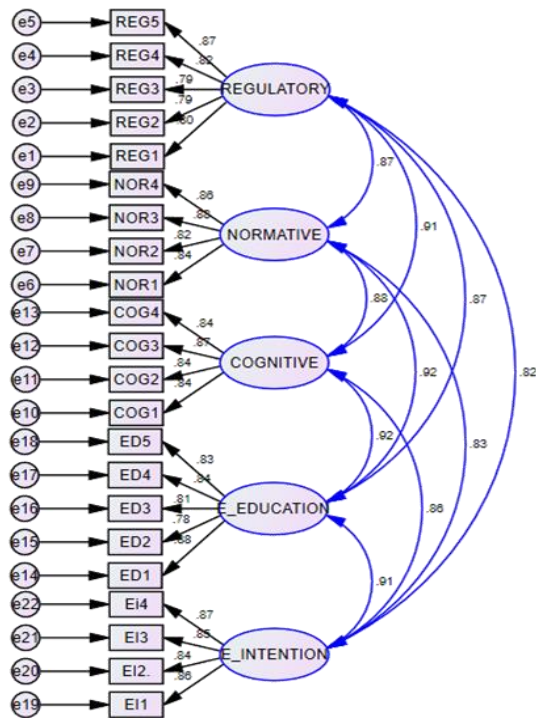 e5 REG5 .87
e4 REG4 .82
e3 REG3 .79 REGULATORY
e2 REG2 .79
e1 REG1 .80
e9 NOR4 .86 .87
e8 NOR3 .88
e7 NOR2 .82 NORMATIVE .91
e6 NOR1 .84
e13 COG4 .84 .88 .87
e12 COG3 .87
e11 COG2 .84 COGNITIVE .92 .82
e10 COG1 .84
e18 ED5 .83 .92 .83
e17 ED4 .84
e16 ED3 .81 E_EDUCATION .86
e15 ED2 .78
e14 ED1
e22 Ei4 .87 .91
e21 EI3 .85
e20 EI2. .84 E_INTENTION
e19 EI1 .86